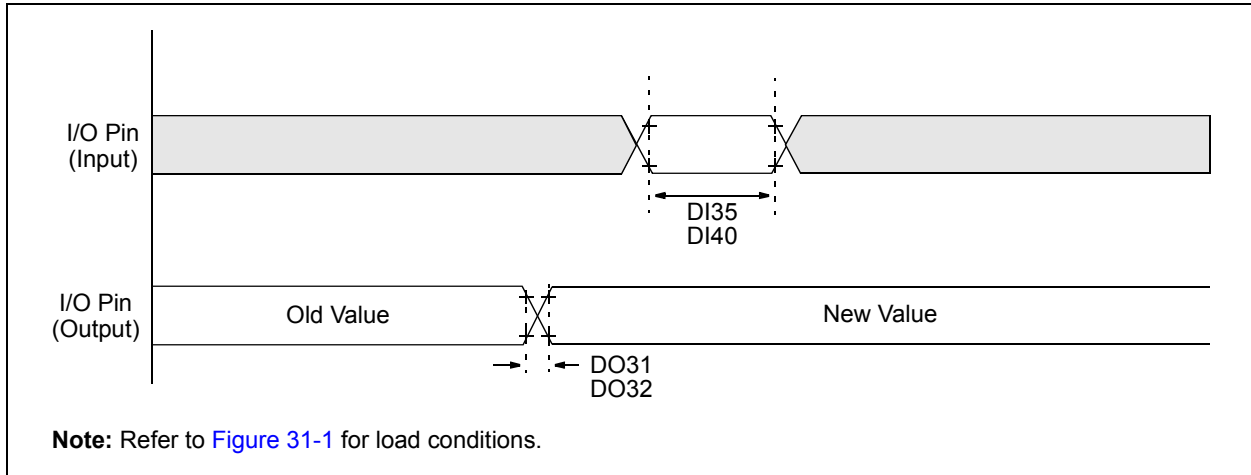 I/O Pin
(Input)
DI35
DI40
I/O Pin
(Output)
Old Value
New Value
DO31
DO32
Note: Refer to Figure 31-1 for load conditions.